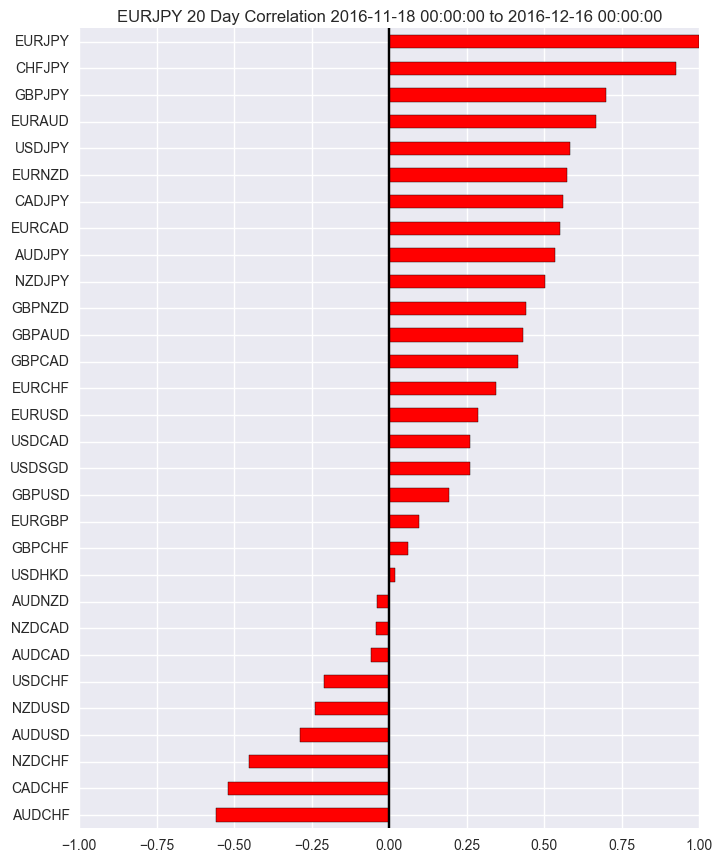 EURJPY 20 Day Correlation 2016-11-18 00:00:00 to 2016-12-16 00:00:00
EURJPY
CHFJPY
GBPJPY
EURAUD
USDJPY
EURNZD
CADJPY
EURCAD
AUDJPY
NZDJPY
GBPNZD
GBPAUD
GBPCAD
EURCHF
EURUSD
USDCAD
USDSGD
GBPUSD
EURGBP
GBPCHF
USDHKD
AUDNZD
NZDCAD
AUDCAD
USDCHF
NZDUSD
AUDUSD
NZDCHF
CADCHF
AUDCHF
−1.00 −0.75 −0.50 −0.25 0.00 0.25 0.50 0.75 1.00